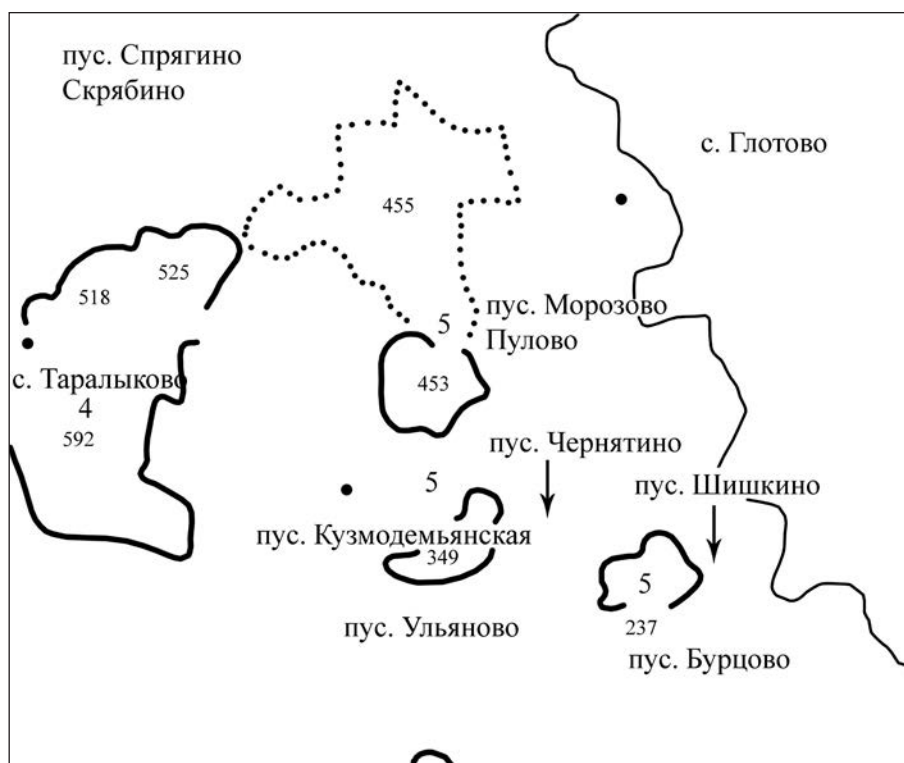 пус. Спрягино
Скрябино
с. Глотово
455
525
518
пус. Морозово
5
Пулово
с. Таралыково
453
4
592
пус. Чернятино
5
пус. Шишкино
пус. Кузмодемьянская
349
5
пус. Ульяново
237
пус. Бурцово